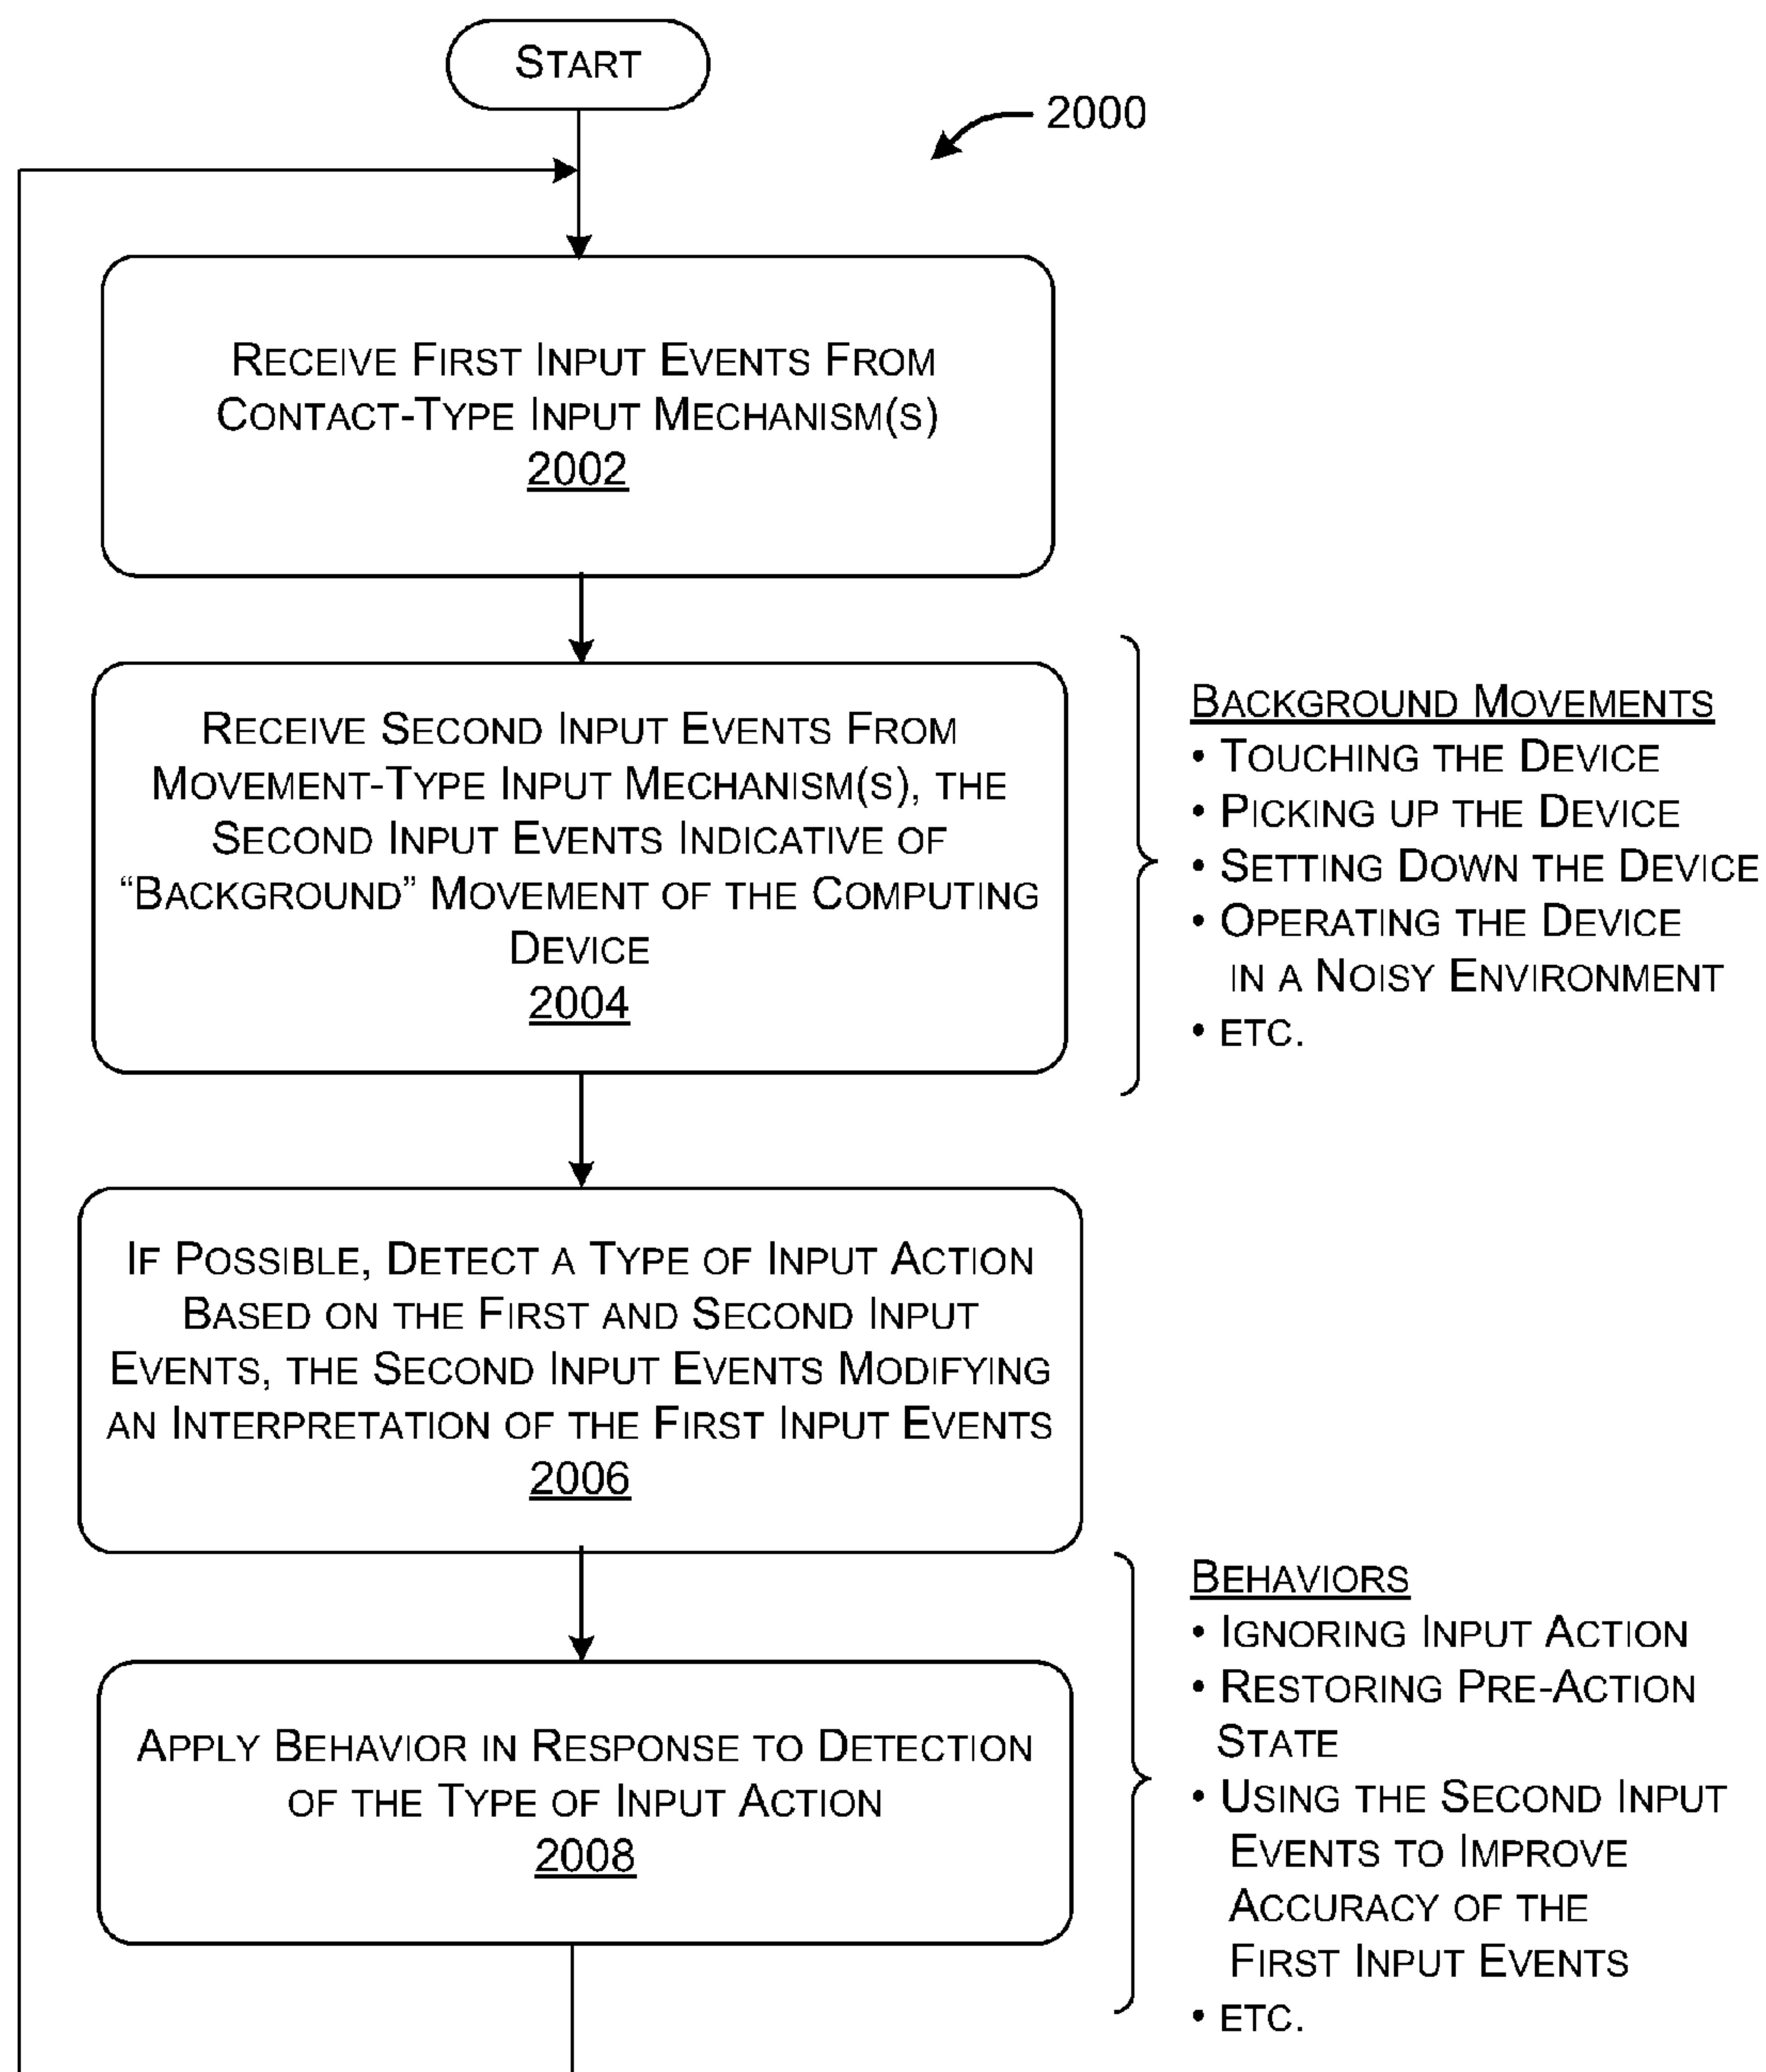 START
2000
RECEIVE FIRST INPUT EVENTS FROM
CONTACT-TYPE INPUT MECHANISM(S)
2002
RECEIVE SECOND INPUT EVENTS FROM
MOVEMENT-TYPE INPUT MECHANISM(S), THE
SECOND INPUT EVENTS INDICATIVE OF
“BACKGROUND” MOVEMENT OF THE COMPUTING
DEVICE
2004
BACKGROUND MOVEMENTS
• TOUCHING THE DEVICE
• PICKING UP THE DEVICE
• SETTING DOWN THE DEVICE
• OPERATING THE DEVICE
IN A NOISY ENVIRONMENT
• ETC.
IF POSSIBLE, DETECT A TYPE OF INPUT ACTION
BASED ON THE FIRST AND SECOND INPUT
EVENTS, THE SECOND INPUT EVENTS MODIFYING
AN INTERPRETATION OF THE FIRST INPUT EVENTS
2006
APPLY BEHAVIOR IN RESPONSE TO DETECTION
OF THE TYPE OF INPUT ACTION
2008
BEHAVIORS
• IGNORING INPUT ACTION
• RESTORING PRE-ACTION
STATE
• USING THE SECOND INPUT
EVENTS TO IMPROVE
ACCURACY OF THE
FIRST INPUT EVENTS
• ETC.